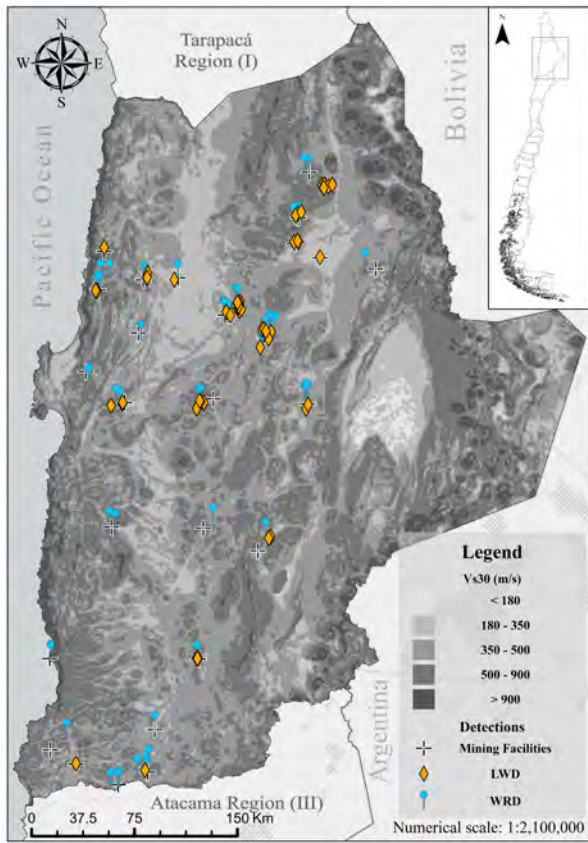 N
W E
S
Tarapacá
Region (I)
N
Bolivia
Pacific Ocean
Argentina
Legend
Vs30 (m/s)
< 180
180 - 350
350 - 500
500 - 900
> 900
Detections
Mining Facilities
LWD
WRD
Atacama Region (III)
0 37.5 75 150 Km
Numerical scale: 1:2,100,000